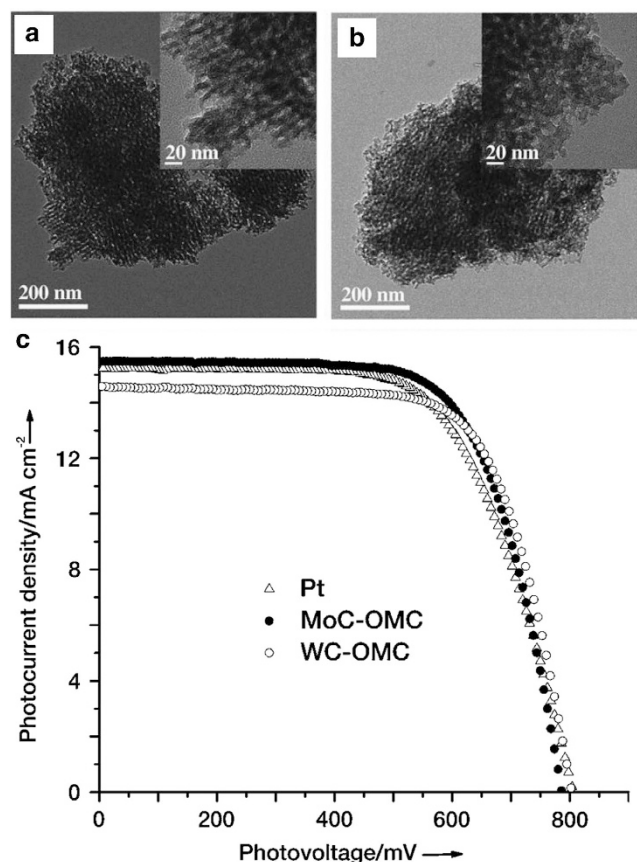 a
20 nm
200 nm
b
20 nm
200 nm
c
16
12
8
4
0
Photocurrent density/mA cm⁻²
Pt
MoC-OMC
WC-OMC
0 200 400 600 800
Photovoltage/mV